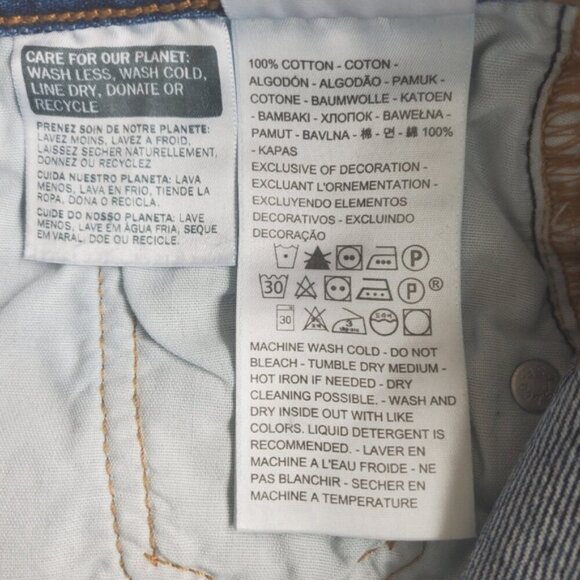 CARE FOR OUR PLANET:
WASH LESS, WASH COLD,
LINE DRY, DONATE OR
RECYCLE
PRENEZ SOIN DE NOTRE PLANETE:
LAVEZ MOINS, LAVEZ A FROID,
LAISSEZ SECHER NATURELLEMENT,
DONNEZ OU RECYCLEZ
CUIDA NUESTRO PLANETA: LAVA
MENOS, LAVA EN FRIO, TIENDE LA
ROPA, DONA O RECICLA.
CUIDE DO NOSSO PLANETA: LAVE
MENOS, LAVE EM ÁGUA FRIA, SEQUE
EM VARAL, DOE OU RECICLE.
100% COTTON - COTON -
ALGODÓN - ALGODÃO - PAMUK -
COTONE - BAUMWOLLE - KATOEN
- BAMBAKI - ХЛОПОК - BAWEŁNA -
PAMUT - BAVLNA - 棉 - 면 - 綿 100%
- KAPAS
EXCLUSIVE OF DECORATION -
EXCLUANT L'ORNEMENTATION -
EXCLUYENDO ELEMENTOS
DECORATIVOS - EXCLUINDO
DECORAÇÃO
P
30 P ®
30
MACHINE WASH COLD - DO NOT
BLEACH - TUMBLE DRY MEDIUM -
HOT IRON IF NEEDED - DRY
CLEANING POSSIBLE. - WASH AND
DRY INSIDE OUT WITH LIKE
COLORS. LIQUID DETERGENT IS
RECOMMENDED. - LAVER EN
MACHINE A L'EAU FROIDE - NE
PAS BLANCHIR - SECHER EN
MACHINE A TEMPERATURE